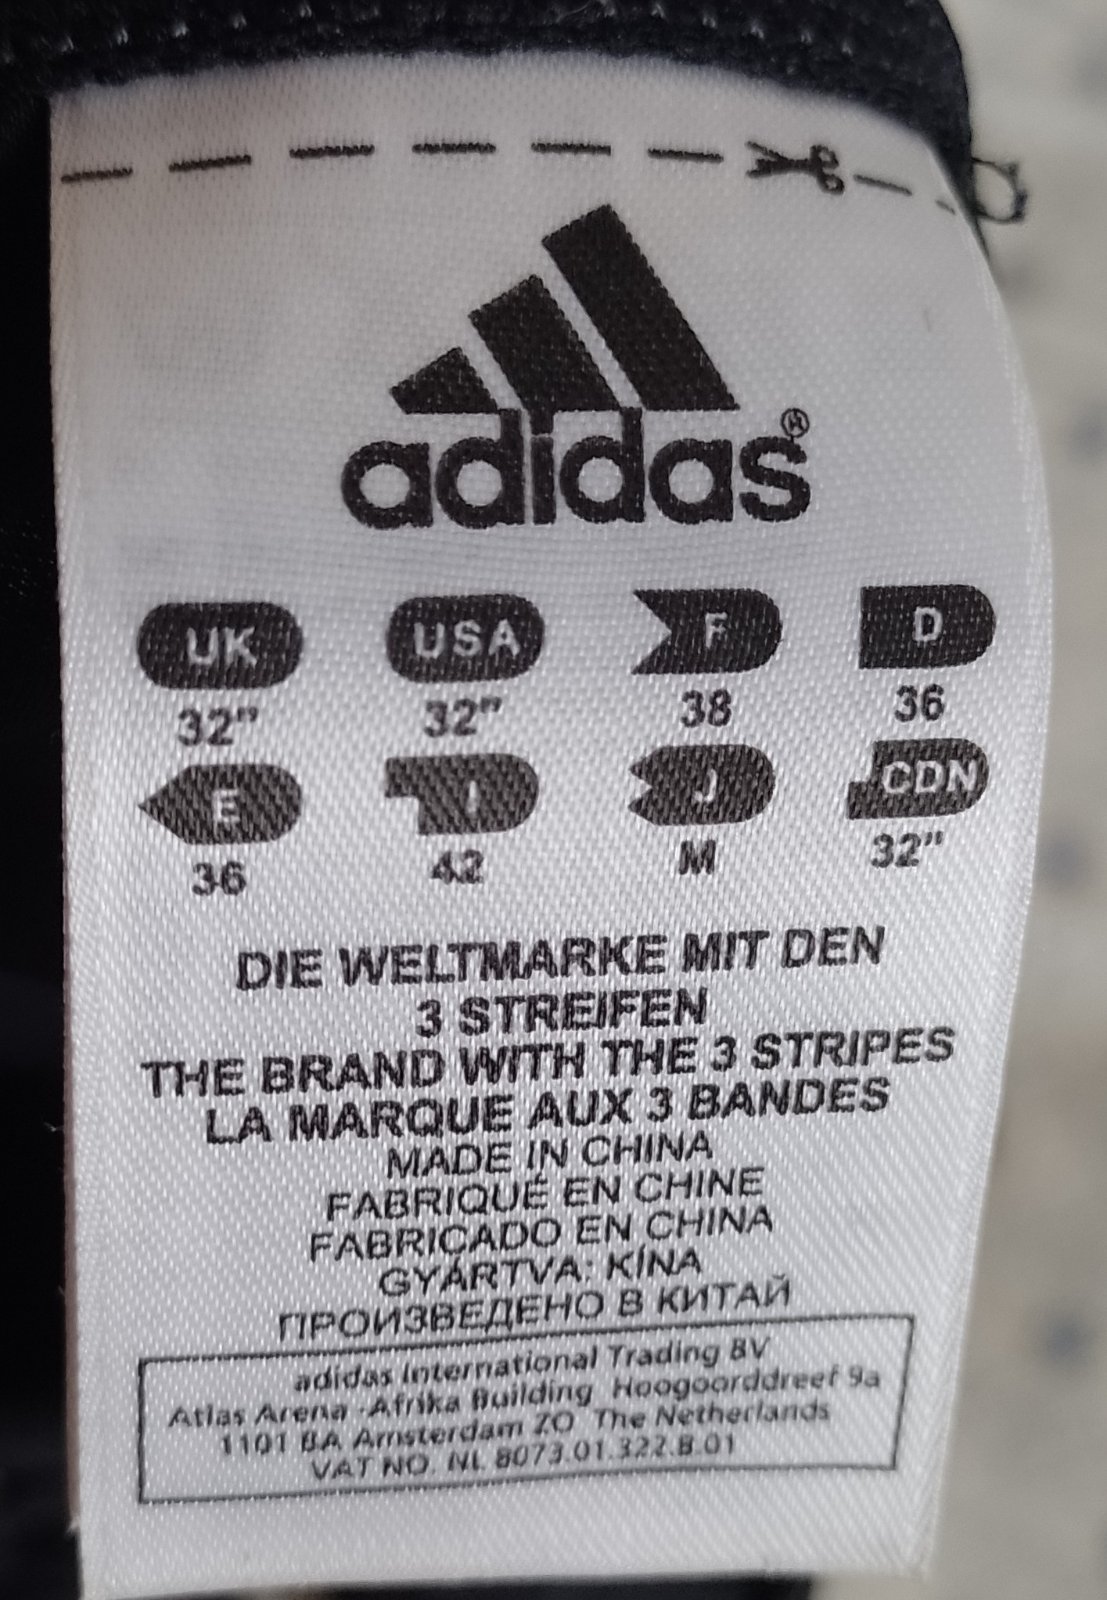 adidas®
UK USA F D
32" 32" 38 36
E I J CDN
36 42 M 32"
DIE WELTMARKE MIT DEN
3 STREIFEN
THE BRAND WITH THE 3 STRIPES
LA MARQUE AUX 3 BANDES
MADE IN CHINA
FABRIQUÉ EN CHINE
FABRICADO EN CHINA
GYÁRTVA: KÍNA
ПРОИЗВЕДЕНО В КИТАЙ
adidas International Trading BV
Atlas Arena - Afrika Building Hoogoorddreef 9a
1101 BA Amsterdam ZO The Netherlands
VAT NO. NL 8073.01.322.B.01